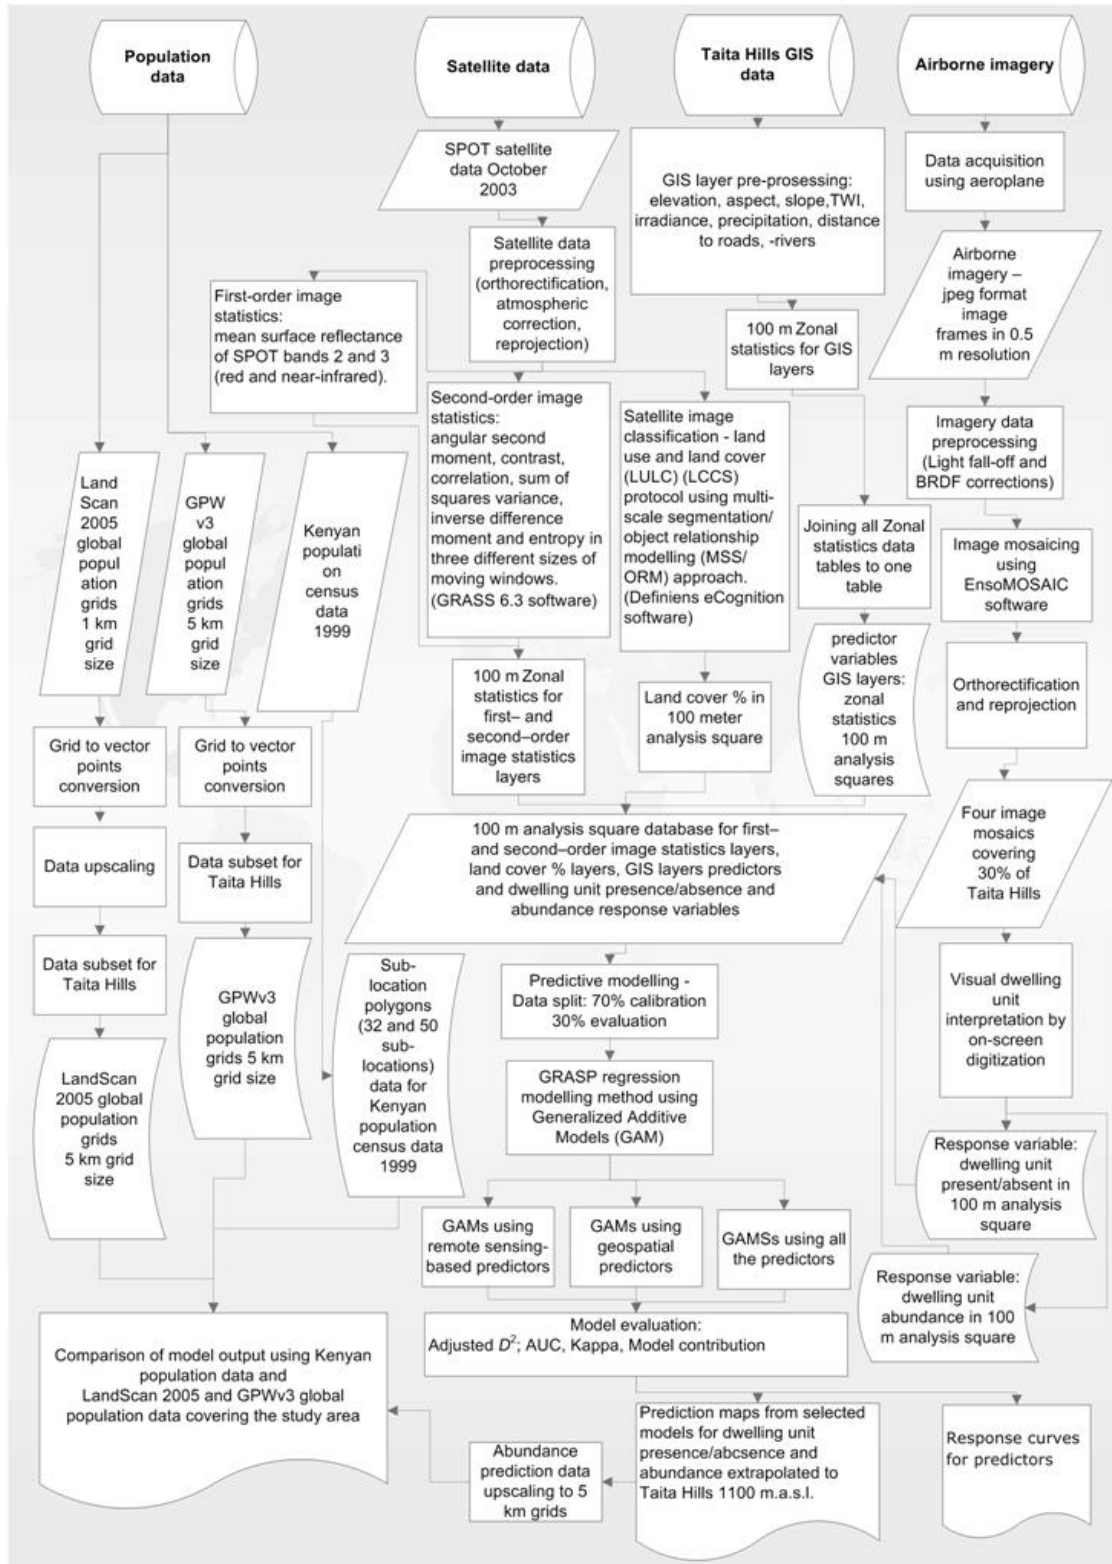 Population
data
Satellite data
Taita Hills GIS
data
Airborne imagery
SPOT satellite
data October
2003
GIS layer pre-prosessing:
elevation, aspect, slope,TWI,
irradiance, precipitation, distance
to roads, -rivers
Data acquisition
using aeroplane
Satellite data
preprocessing
(orthorectification,
atmospheric
correction,
reprojection)
Airborne
imagery –
jpeg format
image
frames in 0.5
m resolution
First-order image
statistics:
mean surface reflectance
of SPOT bands 2 and 3
(red and near-infrared).
100 m Zonal
statistics for GIS
layers
Second-order image
statistics:
angular second
moment, contrast,
correlation, sum of
squares variance,
inverse difference
moment and entropy in
three different sizes of
moving windows.
(GRASS 6.3 software)
Satellite image
classification - land
use and land cover
(LULC) (LCCS)
protocol using multi-
scale segmentation/
object relationship
modelling (MSS/
ORM) approach.
(Definiens eCognition
software)
Imagery data
preprocessing
(Light fall-off and
BRDF corrections)
Land
Scan
2005
global
popul
ation
grids
1 km
grid
size
GPW
v3
global
popul
ation
grids
5 km
grid
size
Kenyan
populati
on
census
data
1999
Joining all Zonal
statistics data
tables to one
table
Image mosaicing
using
EnsoMOSAIC
software
predictor
variables
GIS layers:
zonal
statistics
100 m
analysis
squares
100 m Zonal
statistics for
first– and
second–order
image statistics
layers
Land cover % in
100 meter
analysis square
Orthorectification
and reprojection
Grid to vector
points
conversion
Grid to vector
points
conversion
Four image
mosaics
covering
30% of
Taita Hills
100 m analysis square database for first–
and second–order image statistics layers,
land cover % layers, GIS layers predictors
and dwelling unit presence/absence and
abundance response variables
Data upscaling
Data subset for
Taita Hills
Data subset for
Taita Hills
GPWv3
global
population
grids 5 km
grid size
Sub-
location
polygons
(32 and 50
sub-
locations)
data for
Kenyan
population
census data
1999
Predictive modelling -
Data split: 70% calibration
30% evaluation
Visual dwelling
unit
interpretation by
on-screen
digitization
LandScan
2005 global
population
grids
5 km grid
size
GRASP regression
modelling method using
Generalized Additive
Models (GAM)
Response variable:
dwelling unit
present/absent in
100 m analysis
square
GAMs using
remote sensing-
based predictors
GAMs using
geospatial
predictors
GAMSs using all
the predictors
Response variable:
dwelling unit
abundance in 100
m analysis square
Model evaluation:
Adjusted D²; AUC, Kappa, Model contribution
Comparison of model output using Kenyan
population data and
LandScan 2005 and GPWv3 global
population data covering the study area
Prediction maps from selected
models for dwelling unit
presence/abcsence and
abundance extrapolated to
Taita Hills 1100 m.a.s.l.
Response curves
for predictors
Abundance
prediction data
upscaling to 5
km grids